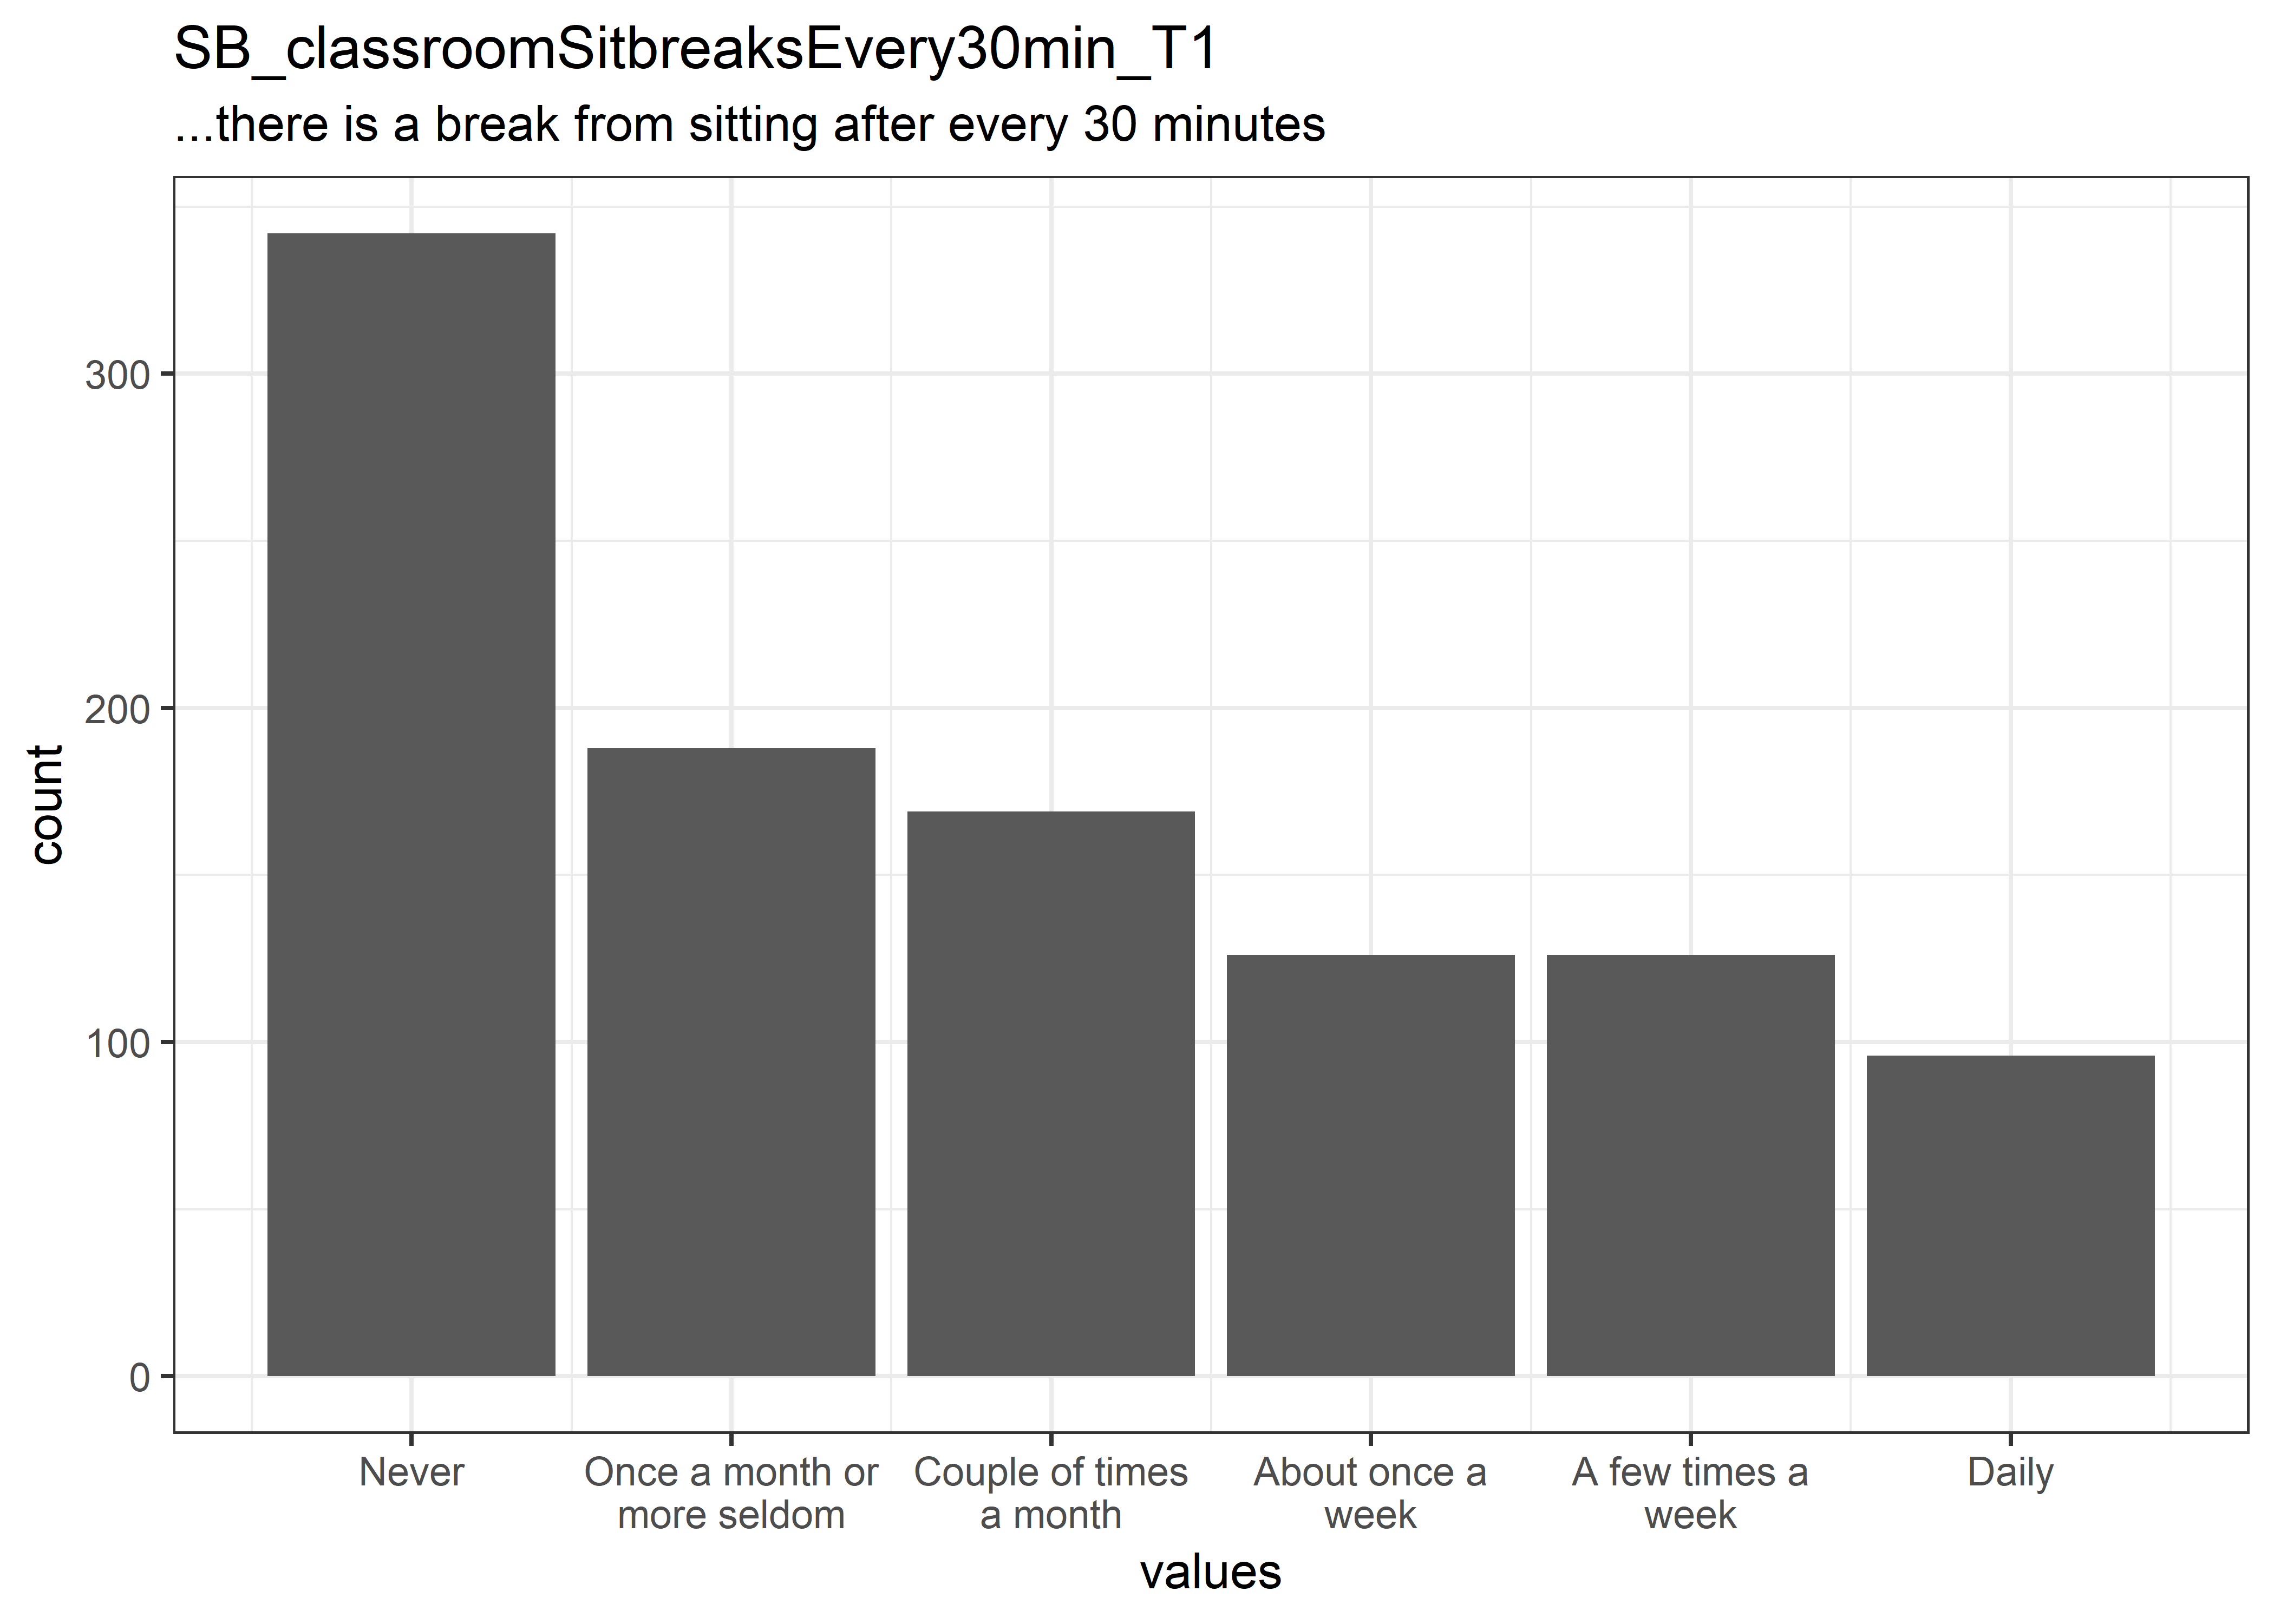 SB_classroomSitbreaksEvery30min_T1
...there is a break from sitting after every 30 minutes
300
200
100
0
count
Never
Once a month or
more seldom
Couple of times
a month
About once a
week
A few times a
week
Daily
values